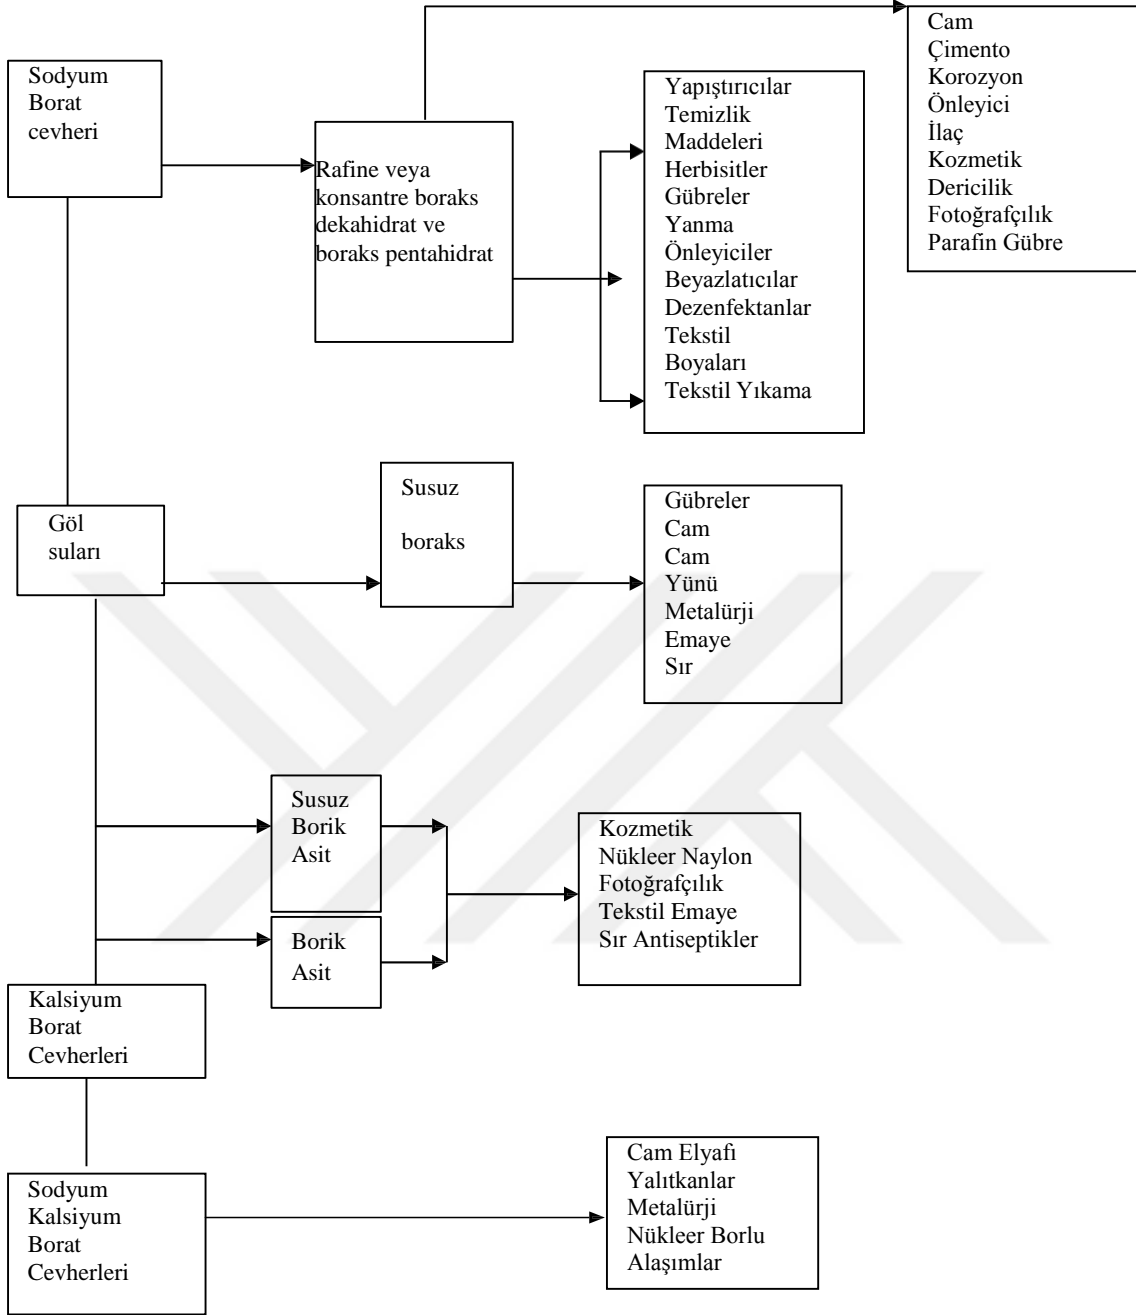 Cam
Çimento
Korozyon
Önleyici
İlaç
Kozmetik
Dericilik
Fotoğrafçılık
Parafin Gübre
Sodyum
Borat
cevheri
Rafine veya
konsantre boraks
dekahidrat ve
boraks pentahidrat
Yapıştırıcılar
Temizlik
Maddeleri
Herbisitler
Gübreler
Yanma
Önleyiciler
Beyazlatıcılar
Dezenfektanlar
Tekstil
Boyaları
Tekstil Yıkama
Göl
suları
Susuz
boraks
Gübreler
Cam
Cam
Yünü
Metalürji
Emaye
Sır
Susuz
Borik
Asit
Borik
Asit
Kozmetik
Nükleer Naylon
Fotoğrafçılık
Tekstil Emaye
Sır Antiseptikler
Kalsiyum
Borat
Cevherleri
Sodyum
Kalsiyum
Borat
Cevherleri
Cam Elyafı
Yalıtkanlar
Metalürji
Nükleer Borlu
Alaşımlar